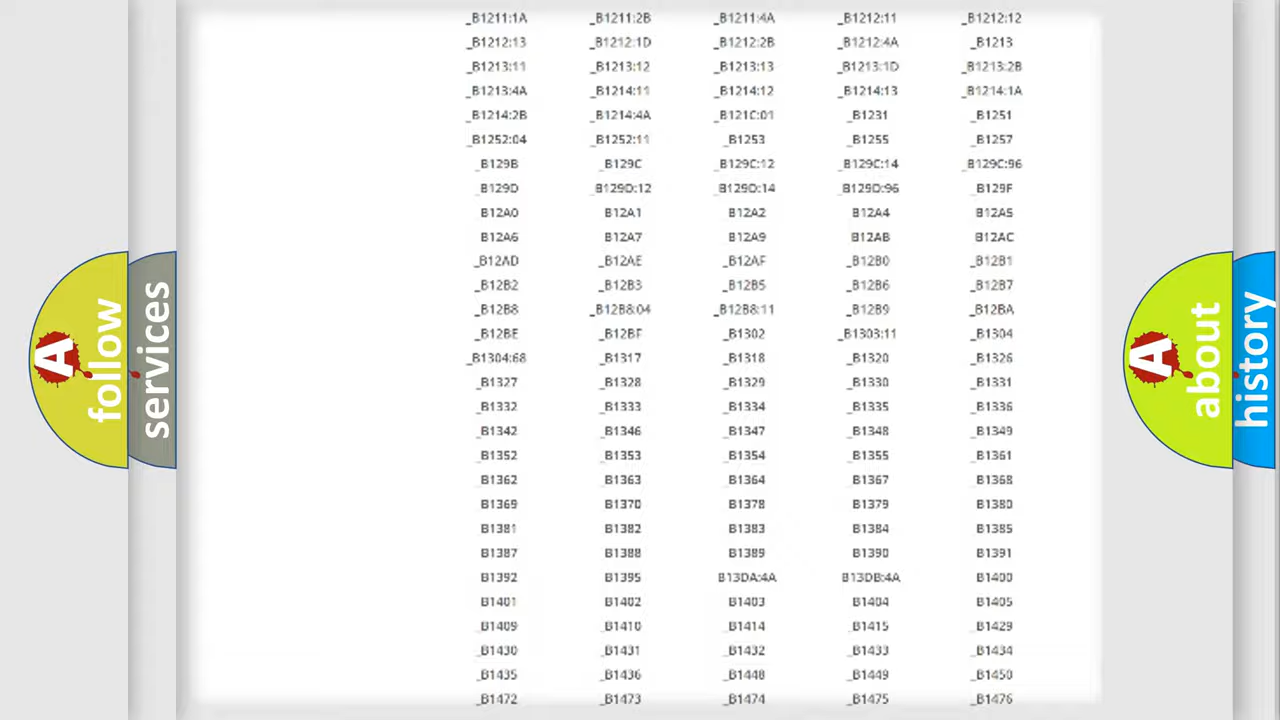 _B1211:1A _B1211:2B _B1211:4A _B1212:11 _B1212:12
_B1212:13 _B1212:1D _B1212:2B _B1212:4A _B1213
_B1213:11 _B1213:12 _B1213:13 _B1213:1D _B1213:2B
_B1213:4A _B1214:11 _B1214:12 _B1214:13 _B1214:1A
_B1214:2B _B1214:4A _B121C:01 _B1231 _B1251
_B1252:04 _B1252:11 _B1253 _B1255 _B1257
_B129B _B129C _B129C:12 _B129C:14 _B129C:96
_B129D _B129D:12 _B129D:14 _B129D:96 _B129F
B12A0 B12A1 B12A2 B12A4 B12A5
B12A6 B12A7 B12A9 B12AB B12AC
_B12AD _B12AE _B12AF _B12B0 _B12B1
_B12B2 _B12B3 _B12B5 _B12B6 _B12B7
_B12B8 _B12B8:04 _B12B8:11 _B12B9 _B12BA
_B12BE _B12BF _B1302 _B1303:11 _B1304
_B1304:68 _B1317 _B1318 _B1320 _B1326
_B1327 _B1328 _B1329 _B1330 _B1331
_B1332 _B1333 _B1334 _B1335 _B1336
_B1342 _B1346 _B1347 _B1348 _B1349
_B1352 _B1353 _B1354 _B1355 _B1361
_B1362 _B1363 _B1364 _B1367 _B1368
B1369 B1370 B1378 B1379 B1380
B1381 B1382 B1383 B1384 B1385
B1387 B1388 B1389 B1390 B1391
B1392 B1395 B13DA:4A B13DB:4A B1400
B1401 B1402 B1403 B1404 B1405
_B1409 _B1410 _B1414 _B1415 _B1429
_B1430 _B1431 _B1432 _B1433 _B1434
_B1435 _B1436 _B1448 _B1449 _B1450
_B1472 _B1473 _B1474 _B1475 _B1476
A follow
services
A about
history